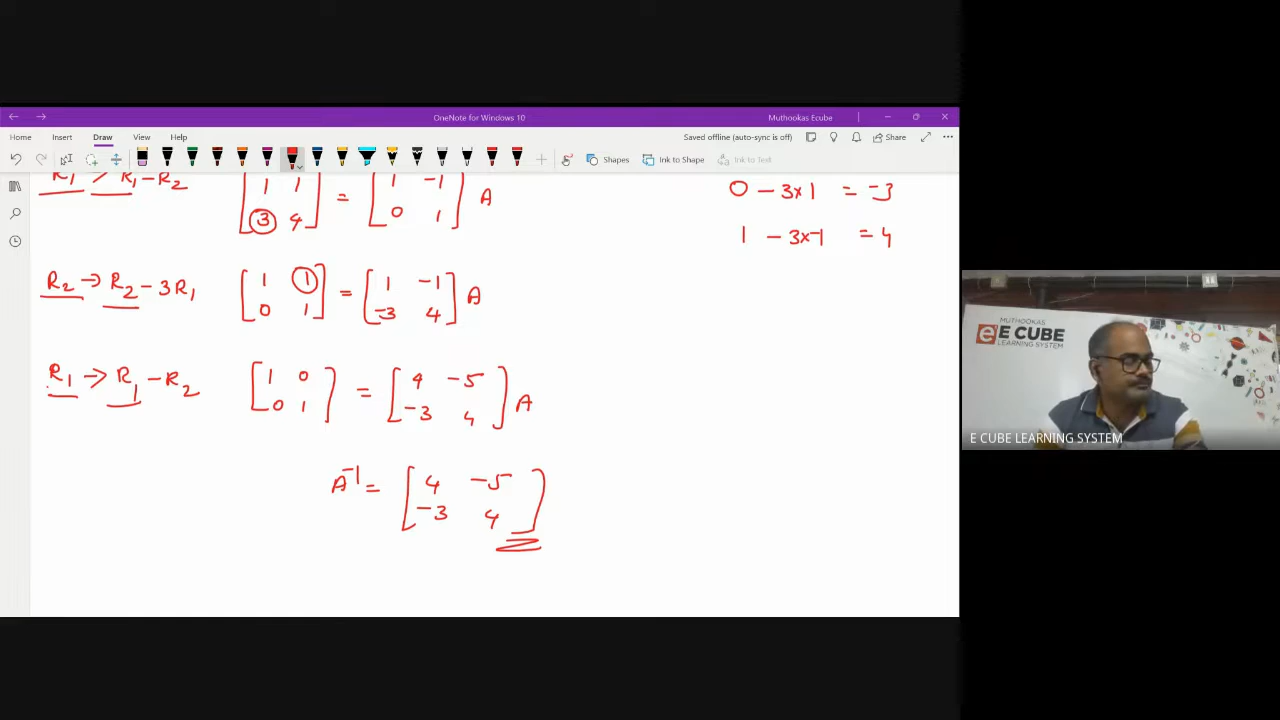 OneNote for Windows 10
Muthookas Ecube
Home Insert Draw View Help
Saved offline (auto-sync is off)
Share
Shapes
Ink to Shape
Ink to Text
R1 → R1 - R2 [1 1; 3 4] = [1 -1; 0 1] A
0 - 3x1 = -3
1 - 3x-1 = 4
R2 → R2 - 3R1 [1 1; 0 1] = [1 -1; -3 4] A
R1 → R1 - R2 [1 0; 0 1] = [4 -5; -3 4] A
A^-1 = [4 -5; -3 4]
MUTHOOKAS
e E CUBE
LEARNING SYSTEM
E CUBE LEARNING SYSTEM